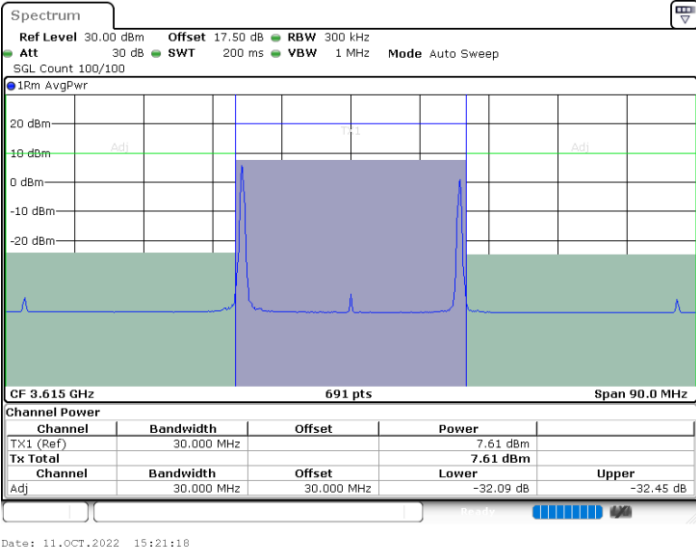 Spectrum
Ref Level 30.00 dBm Offset 17.50 dB RBW 300 kHz
Att 30 dB SWT 200 ms VBW 1 MHz Mode Auto Sweep
SGL Count 100/100
1Rm AvgPwr
20 dBm
TX1
10 dBm Adj Adj
0 dBm
-10 dBm
-20 dBm
CF 3.615 GHz 691 pts Span 90.0 MHz
Channel Power
Channel Bandwidth Offset Power
TX1 (Ref) 30.000 MHz 7.61 dBm
Tx Total 7.61 dBm
Channel Bandwidth Offset Lower Upper
Adj 30.000 MHz 30.000 MHz -32.09 dB -32.45 dB
Ready
Date: 11.OCT.2022 15:21:18